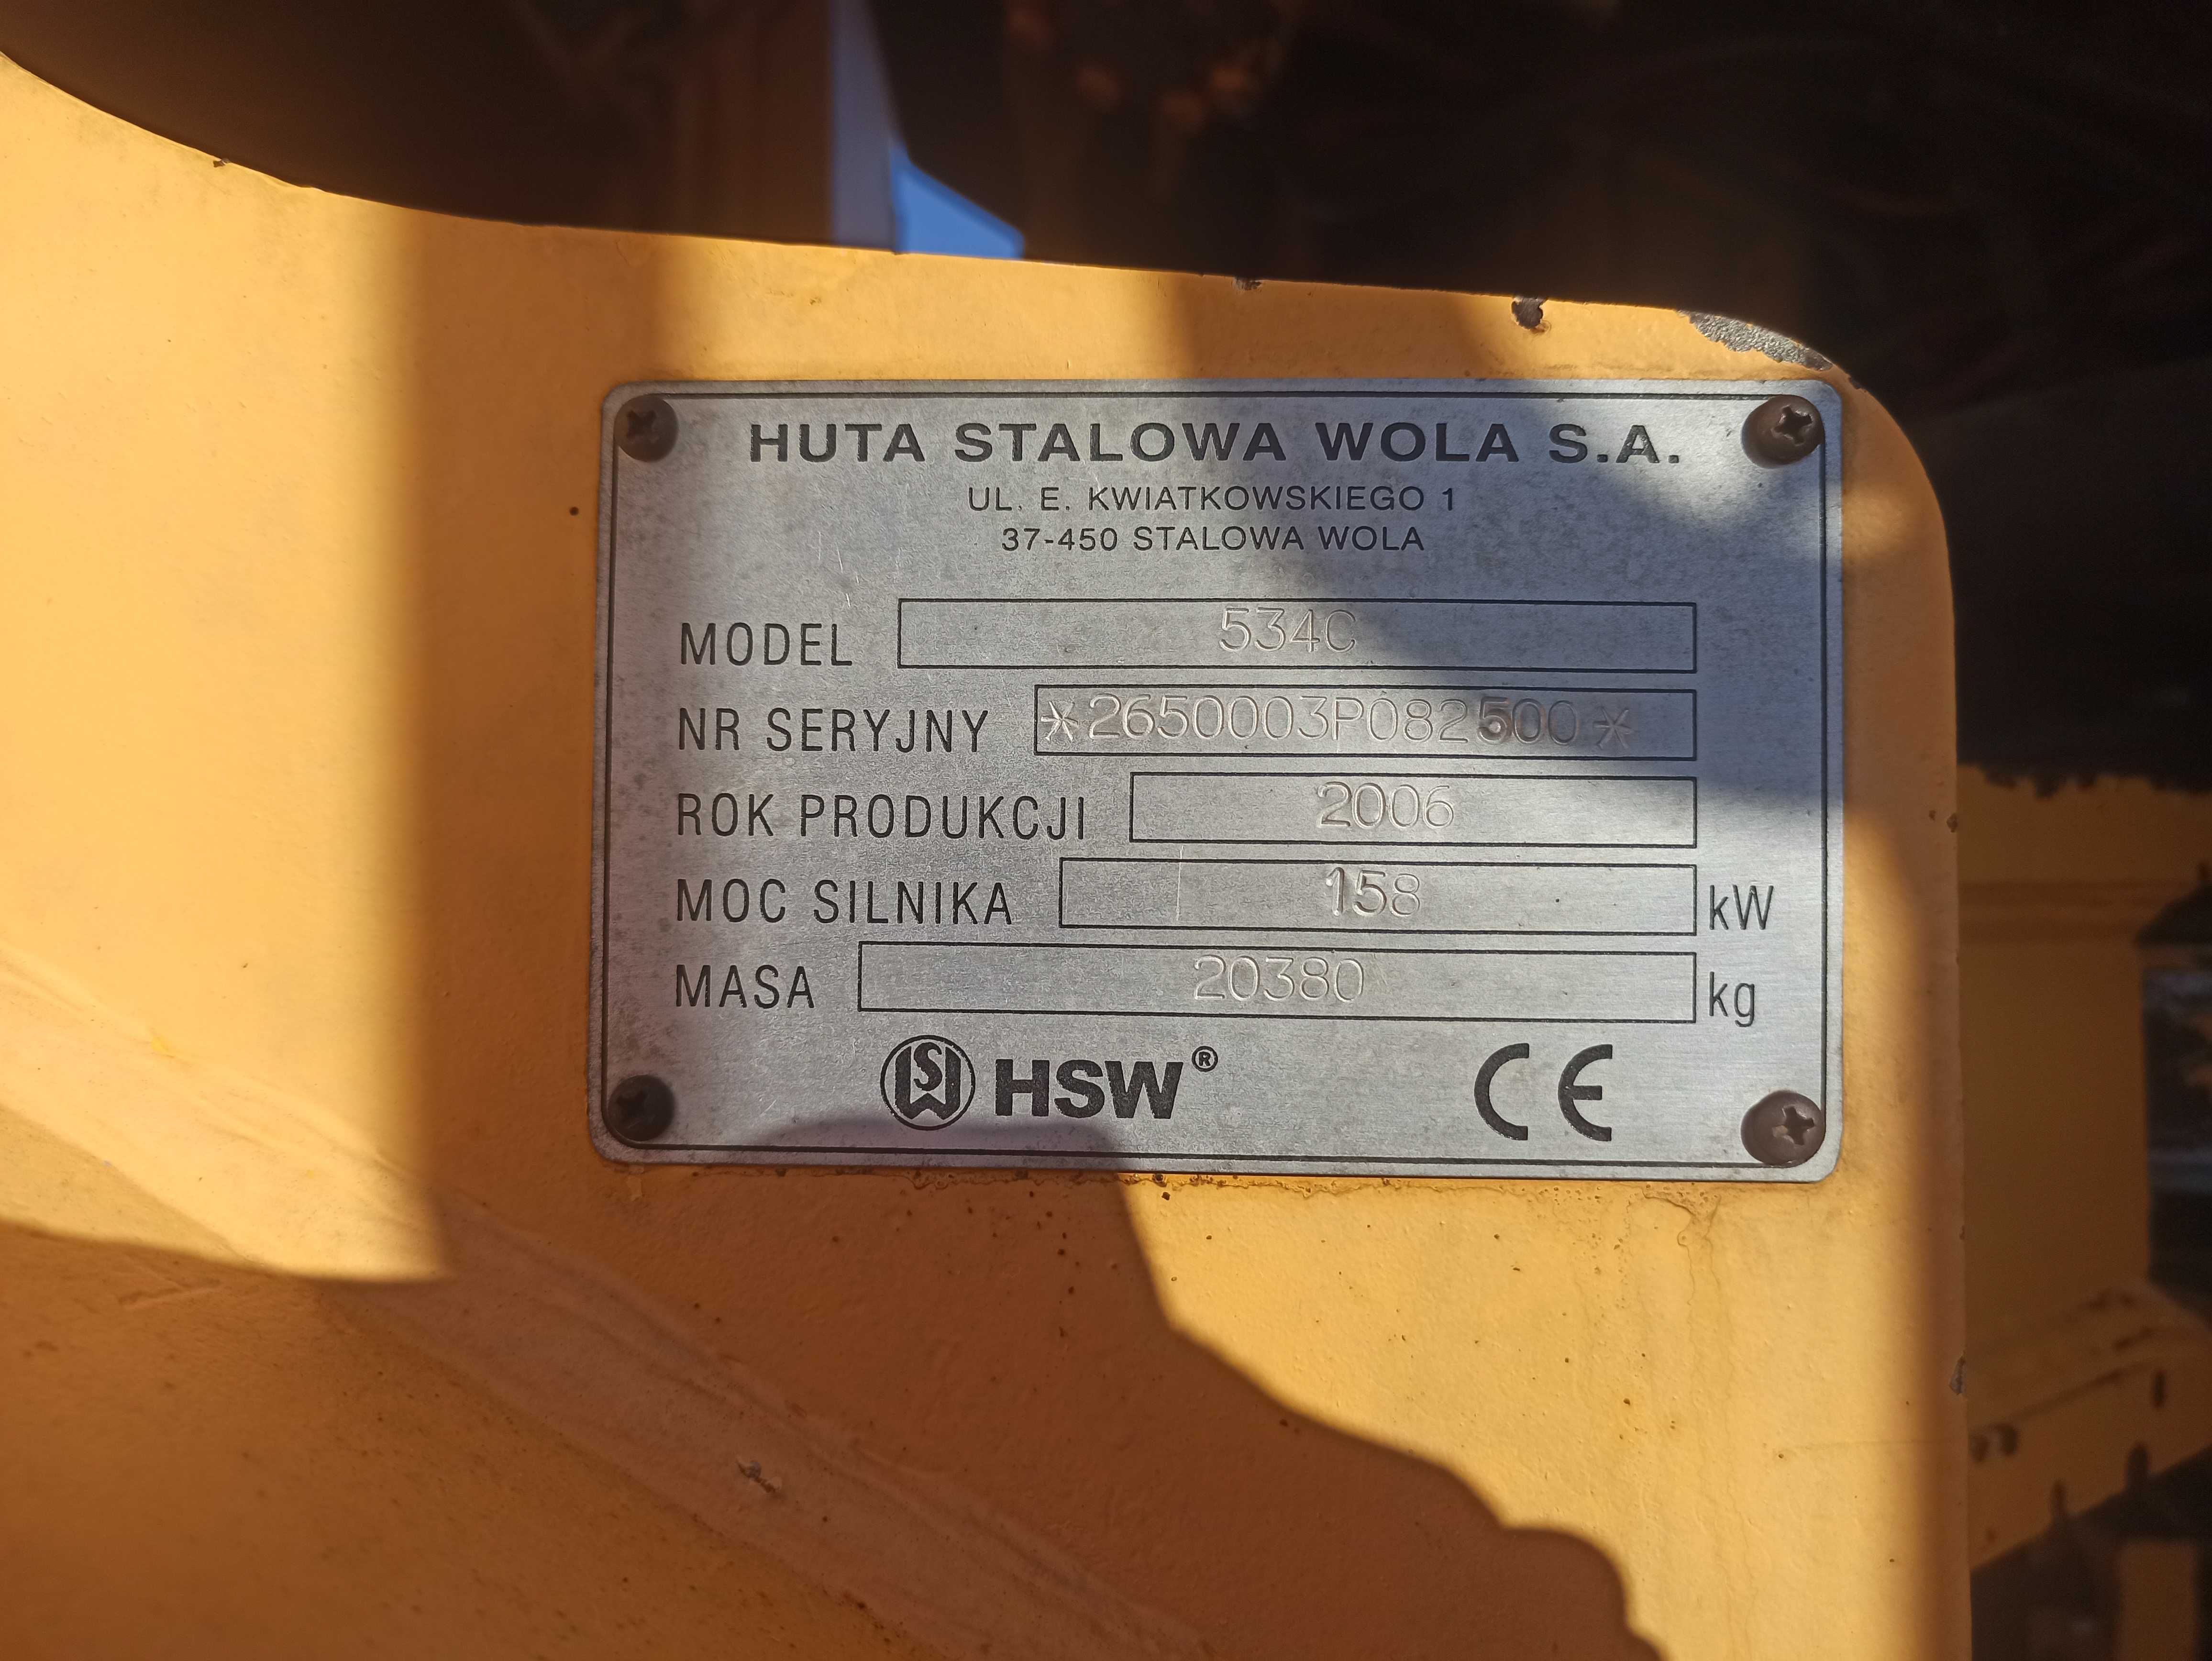 HUTA STALOWA WOLA S.A.
UL. E. KWIATKOWSKIEGO 1
37-450 STALOWA WOLA
MODEL 534C
NR SERYJNY *2650003P082500*
ROK PRODUKCJI 2006
MOC SILNIKA 158 kW
MASA 20380 kg
HSW® CE